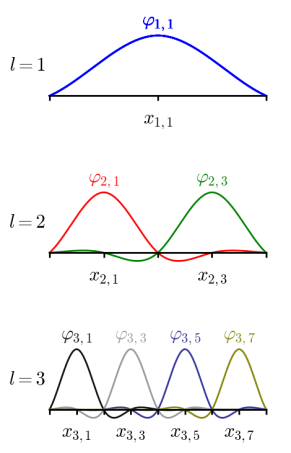 φ1,1
l = 1
x1,1
φ2,1 φ2,3
l = 2
x2,1 x2,3
φ3,1 φ3,3 φ3,5 φ3,7
l = 3
x3,1 x3,3 x3,5 x3,7